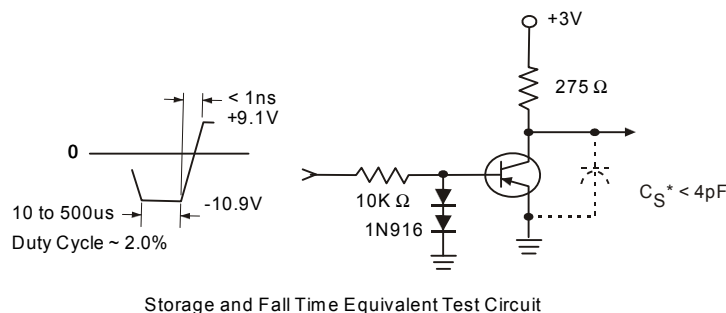 +3V
< 1ns
+9.1V
275 Ω
0
10K Ω
-10.9V
10 to 500us
Duty Cycle ~ 2.0%
1N916
CS* < 4pF
Storage and Fall Time Equivalent Test Circuit